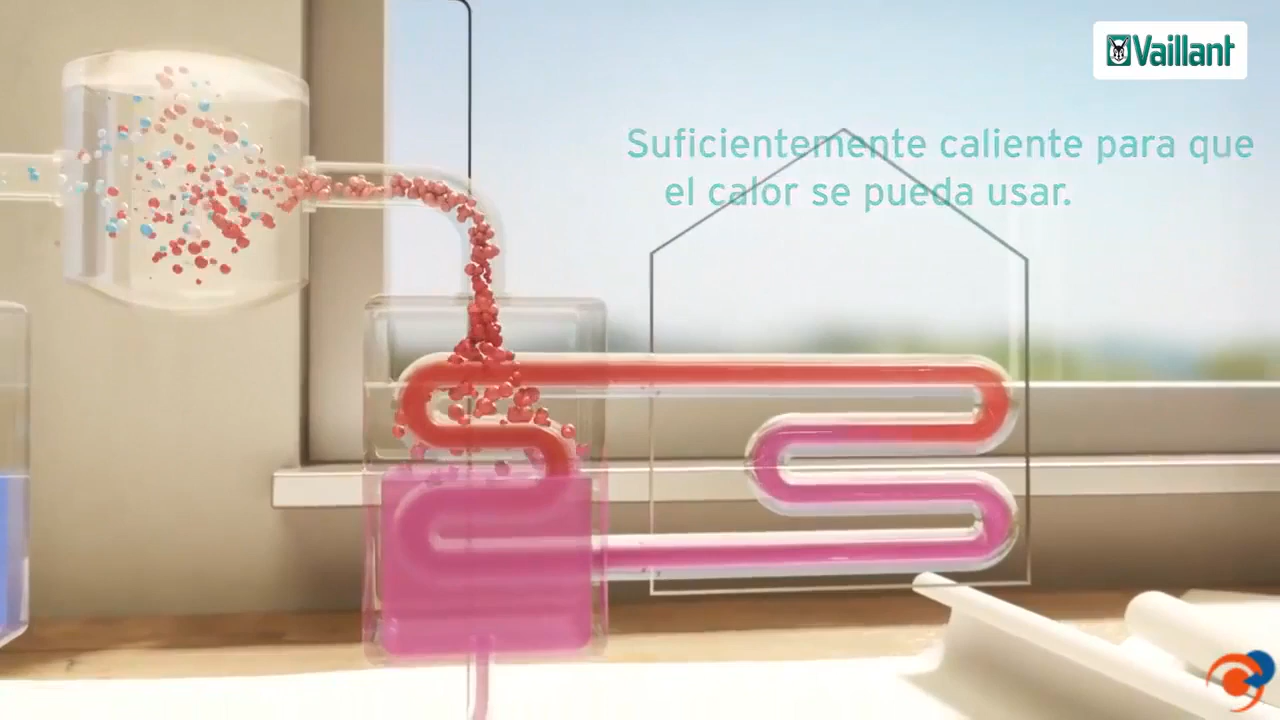 Vaillant
Suficientemente caliente para que
el calor se pueda usar.